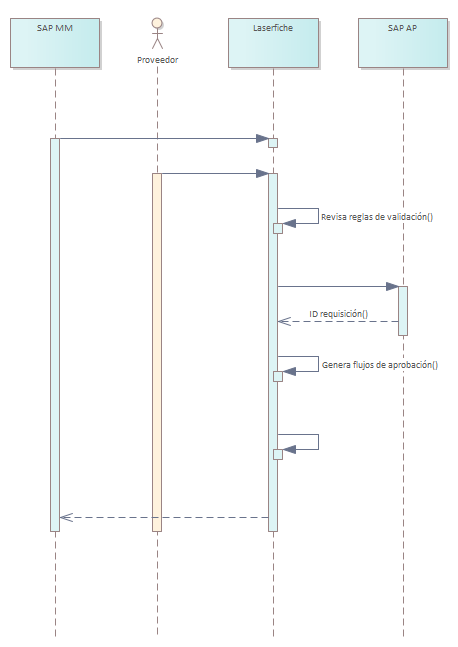 SAP MM
Proveedor
Laserfiche
SAP AP
Revisa reglas de validación()
ID requisición()
Genera flujos de aprobación()